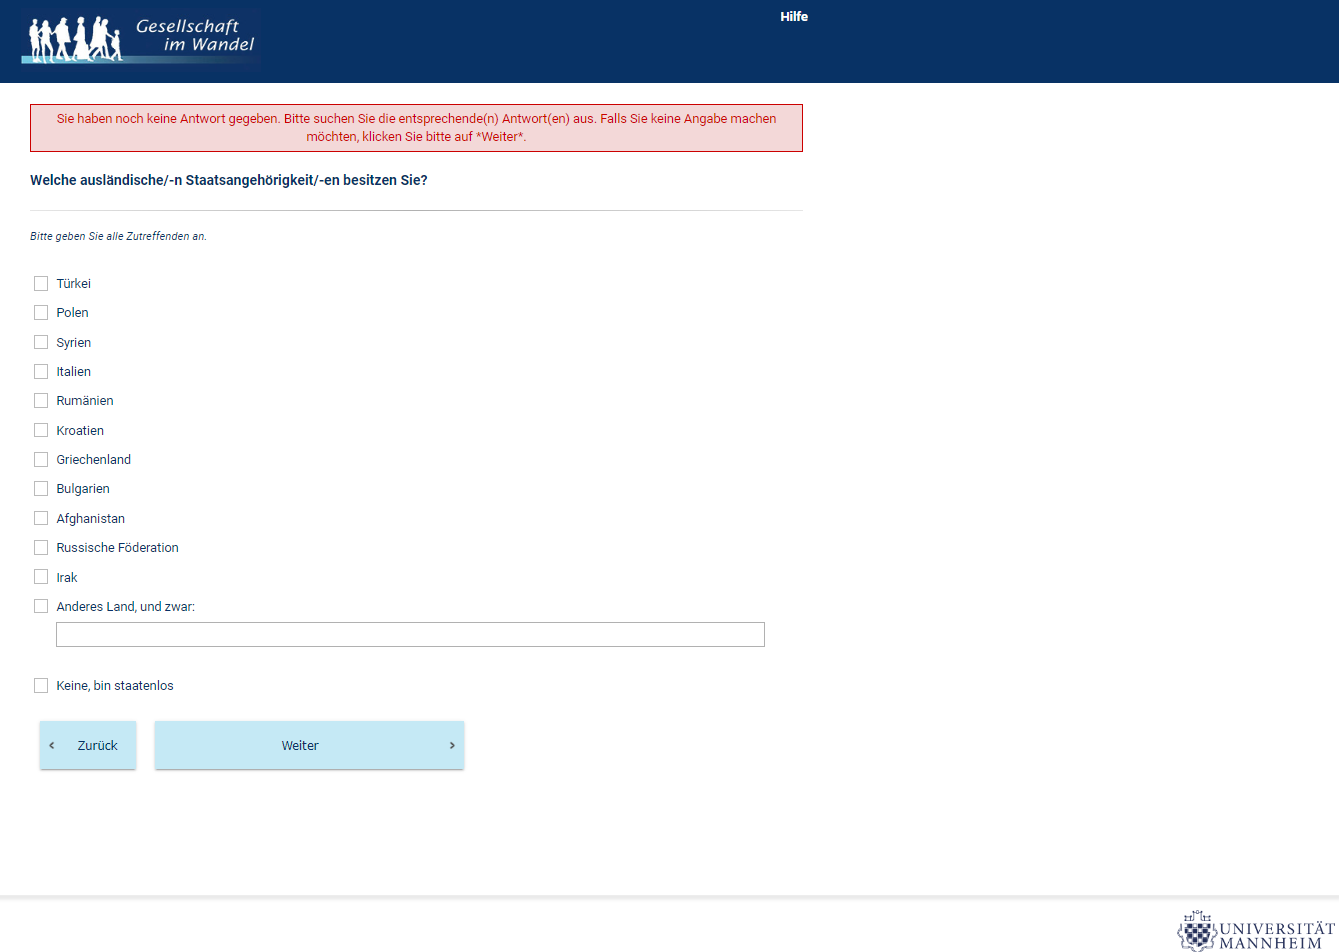 Gesellschaft
im Wandel
Hilfe
Sie haben noch keine Antwort gegeben. Bitte suchen Sie die entsprechende(n) Antwort(en) aus. Falls Sie keine Angabe machen
möchten, klicken Sie bitte auf *Weiter*.
Welche ausländische/-n Staatsangehörigkeit/-en besitzen Sie?
Bitte geben Sie alle Zutreffenden an.
Türkei
Polen
Syrien
Italien
Rumänien
Kroatien
Griechenland
Bulgarien
Afghanistan
Russische Föderation
Irak
Anderes Land, und zwar:
Keine, bin staatenlos
‹ Zurück
Weiter ›
UNIVERSITÄT
MANNHEIM